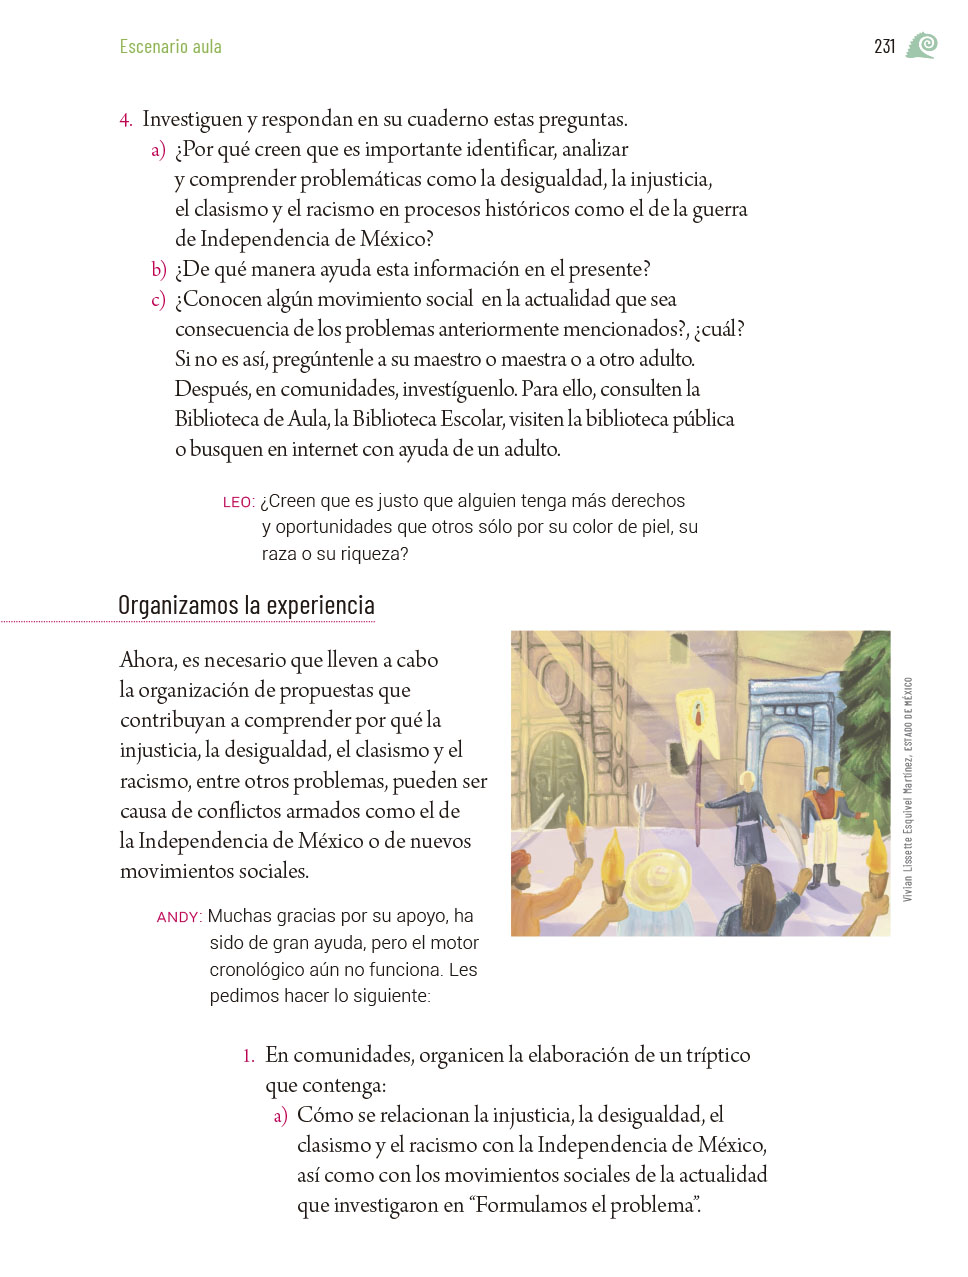 Escenario aula
231
4. Investiguen y respondan en su cuaderno estas preguntas.
a) ¿Por qué creen que es importante identificar, analizar
y comprender problemáticas como la desigualdad, la injusticia,
el clasismo y el racismo en procesos históricos como el de la guerra
de Independencia de México?
b) ¿De qué manera ayuda esta información en el presente?
c) ¿Conocen algún movimiento social en la actualidad que sea
consecuencia de los problemas anteriormente mencionados?, ¿cuál?
Si no es así, pregúntenle a su maestro o maestra o a otro adulto.
Después, en comunidades, investíguenlo. Para ello, consulten la
Biblioteca de Aula, la Biblioteca Escolar, visiten la biblioteca pública
o busquen en internet con ayuda de un adulto.
LEO: ¿Creen que es justo que alguien tenga más derechos
y oportunidades que otros sólo por su color de piel, su
raza o su riqueza?
Organizamos la experiencia
Ahora, es necesario que lleven a cabo
la organización de propuestas que
contribuyan a comprender por qué la
injusticia, la desigualdad, el clasismo y el
racismo, entre otros problemas, pueden ser
causa de conflictos armados como el de
la Independencia de México o de nuevos
movimientos sociales.
Vivian Lissette Esquivel Martínez, ESTADO DE MÉXICO
ANDY: Muchas gracias por su apoyo, ha
sido de gran ayuda, pero el motor
cronológico aún no funciona. Les
pedimos hacer lo siguiente:
1. En comunidades, organicen la elaboración de un tríptico
que contenga:
a) Cómo se relacionan la injusticia, la desigualdad, el
clasismo y el racismo con la Independencia de México,
así como con los movimientos sociales de la actualidad
que investigaron en “Formulamos el problema”.